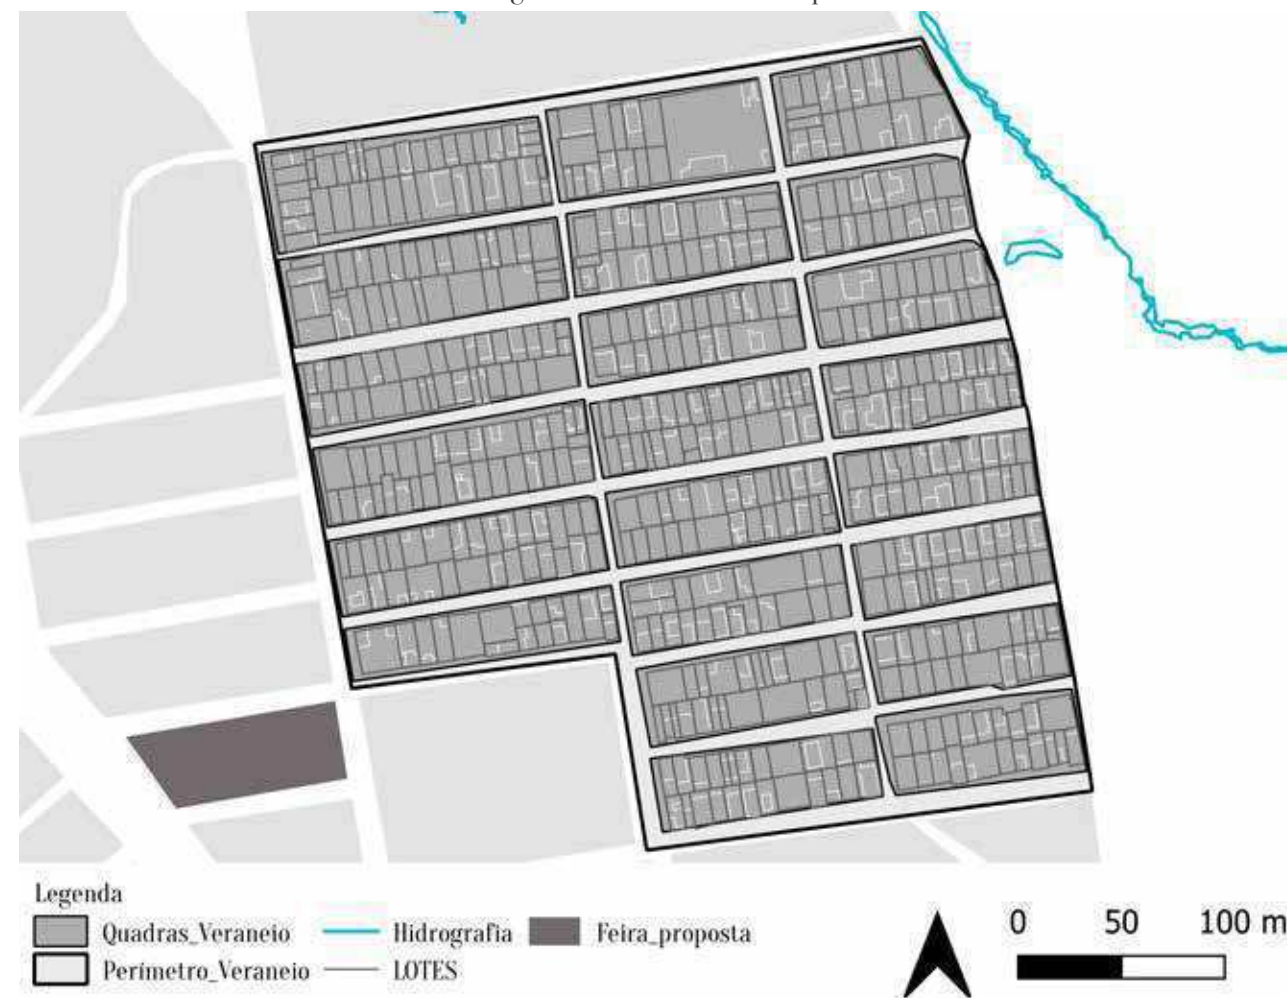 Legenda
Quadras_Veraneio
Hidrografia
Feira_proposta
Perímetro_Veraneio
LOTES
0 50 100 m